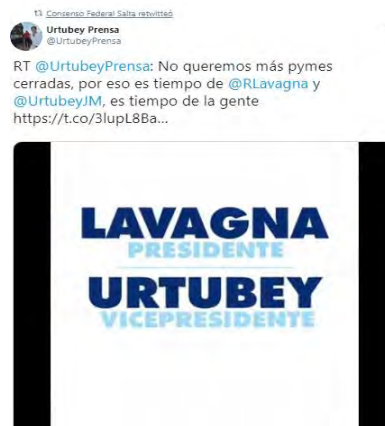 Consenso Federal Salta retwitteó
Urtubey Prensa
@UrtubeyPrensa
RT @UrtubeyPrensa: No queremos más pymes
cerradas, por eso es tiempo de @RLavagna y
@UrtubeyJM, es tiempo de la gente
https://t.co/3lupL8Ba...
LAVAGNA
PRESIDENTE
URTUBEY
VICEPRESIDENTE